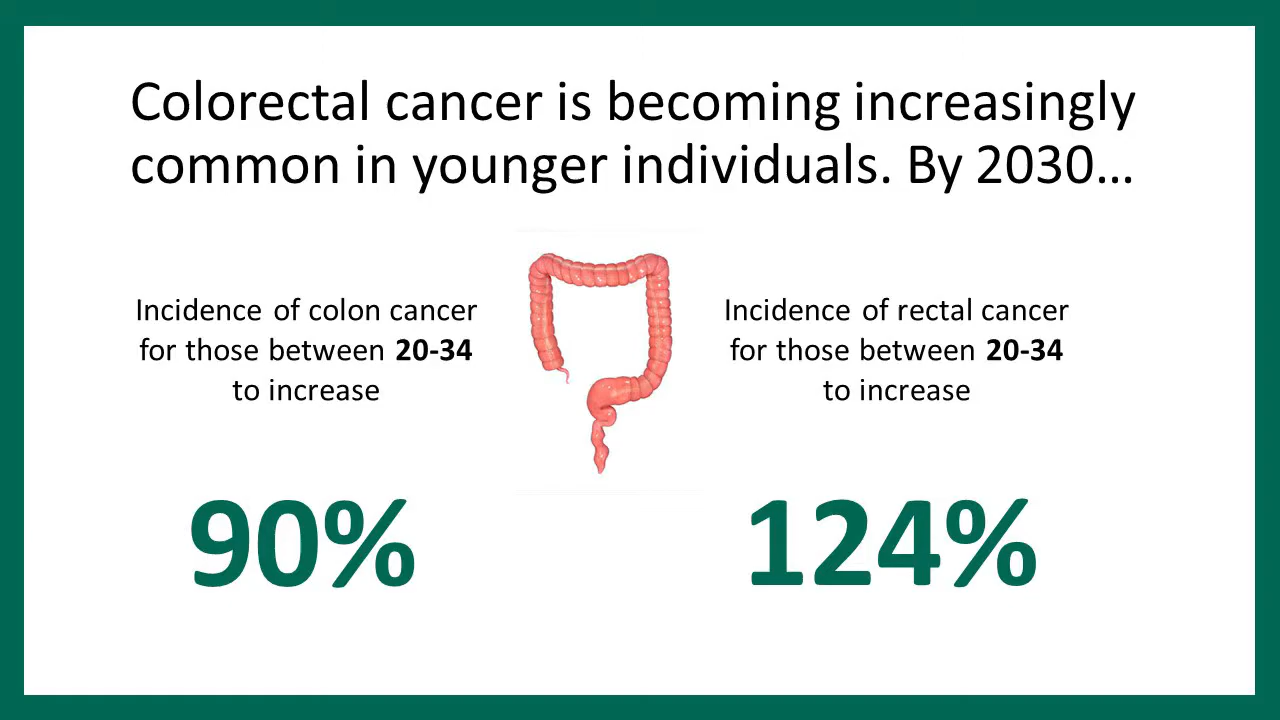 Colorectal cancer is becoming increasingly
common in younger individuals. By 2030...
Incidence of colon cancer
for those between 20-34
to increase
90%
Incidence of rectal cancer
for those between 20-34
to increase
124%